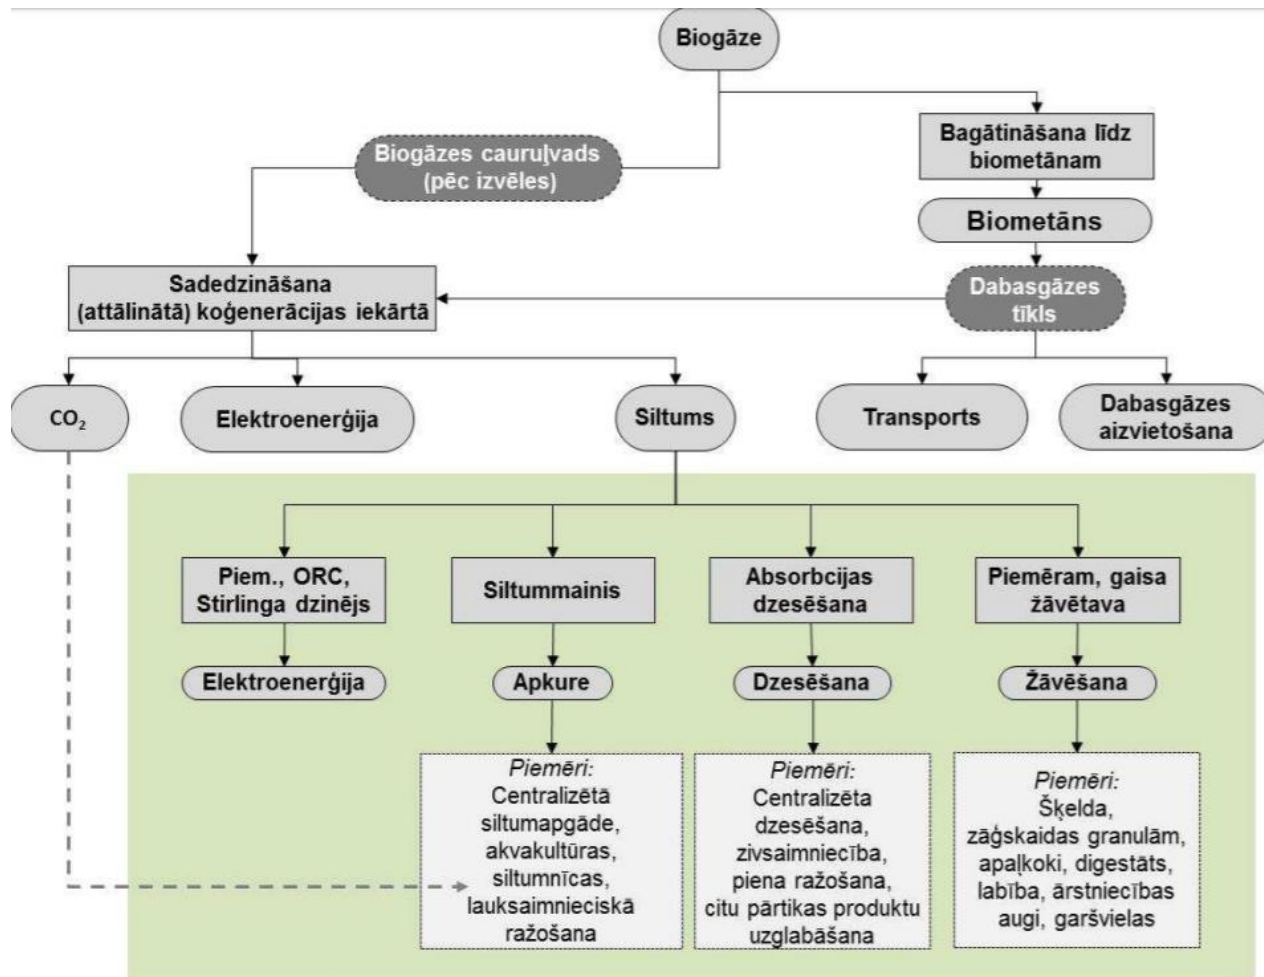 Biogāze
Bagātināšana līdz
biometānam
Biogāzes cauruļvads
(pēc izvēles)
Biometāns
Sadedzināšana
(attālinātā) koģenerācijas iekārtā
Dabasgāzes
tīkls
CO₂
Elektroenerģija
Siltums
Transports
Dabasgāzes
aizvietošana
Piem., ORC,
Stirlinga dzinējs
Siltummainis
Absorbcijas
dzesēšana
Piemēram, gaisa
žāvētava
Elektroenerģija
Apkure
Dzesēšana
Žāvēšana
Piemēri:
Centralizētā
siltumapgāde,
akvakultūras,
siltumnīcas,
lauksaimnieciskā
ražošana
Piemēri:
Centralizēta
dzesēšana,
zivsaimniecība,
piena ražošana,
citu pārtikas produktu
uzglabāšana
Piemēri:
Šķelda,
zāģskaidas granulām,
apaļkoki, digestāts,
labība, ārstniecības
augi, garšvielas